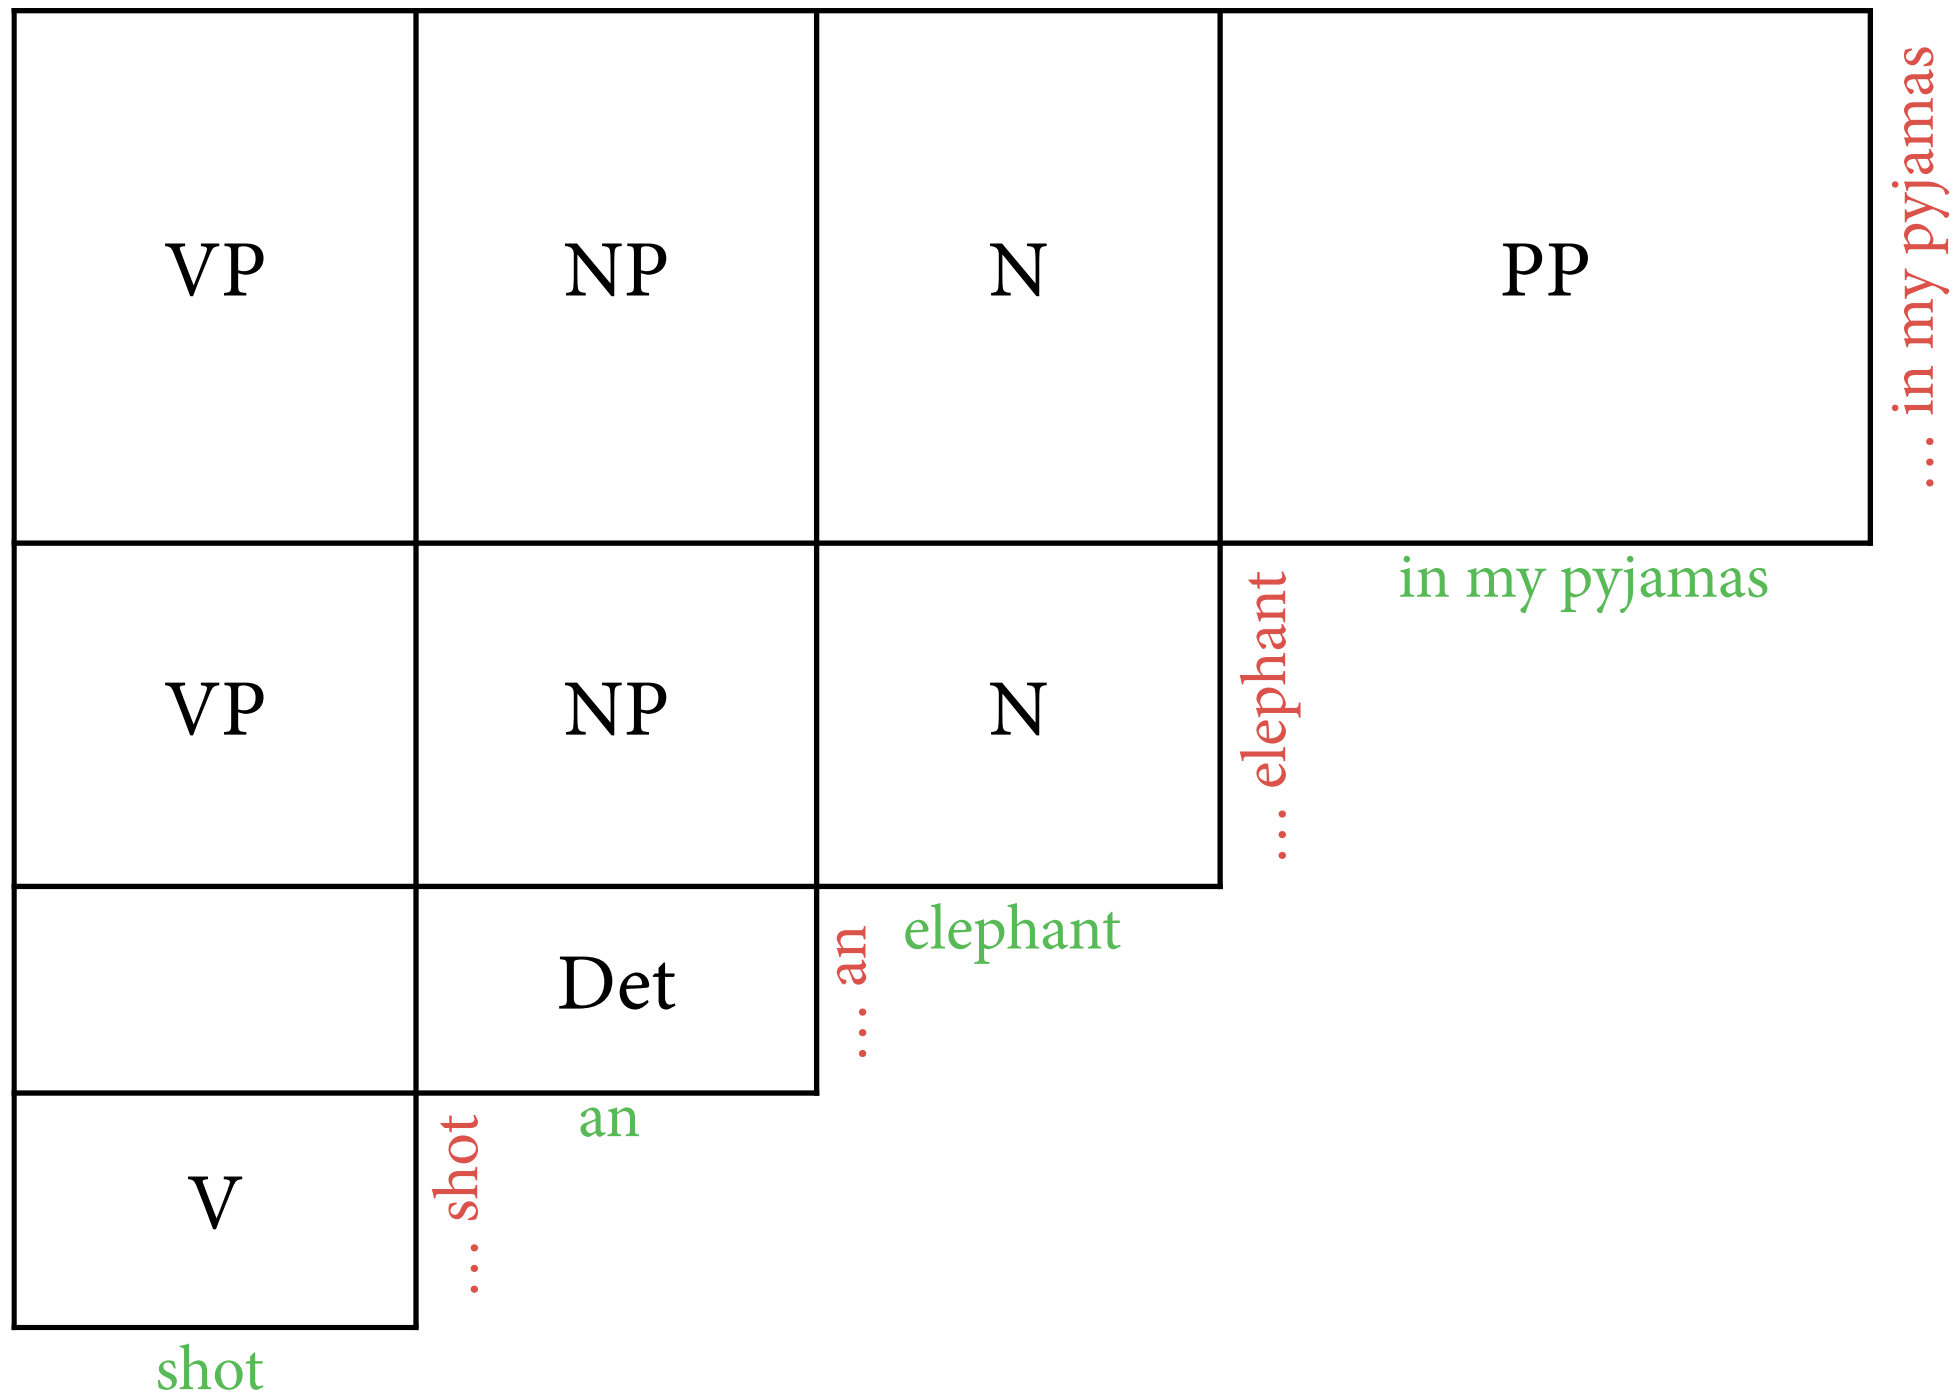 VP NP N PP
... in my pyjamas
in my pyjamas
VP NP N
... elephant
elephant
Det
... an
an
V
... shot
shot